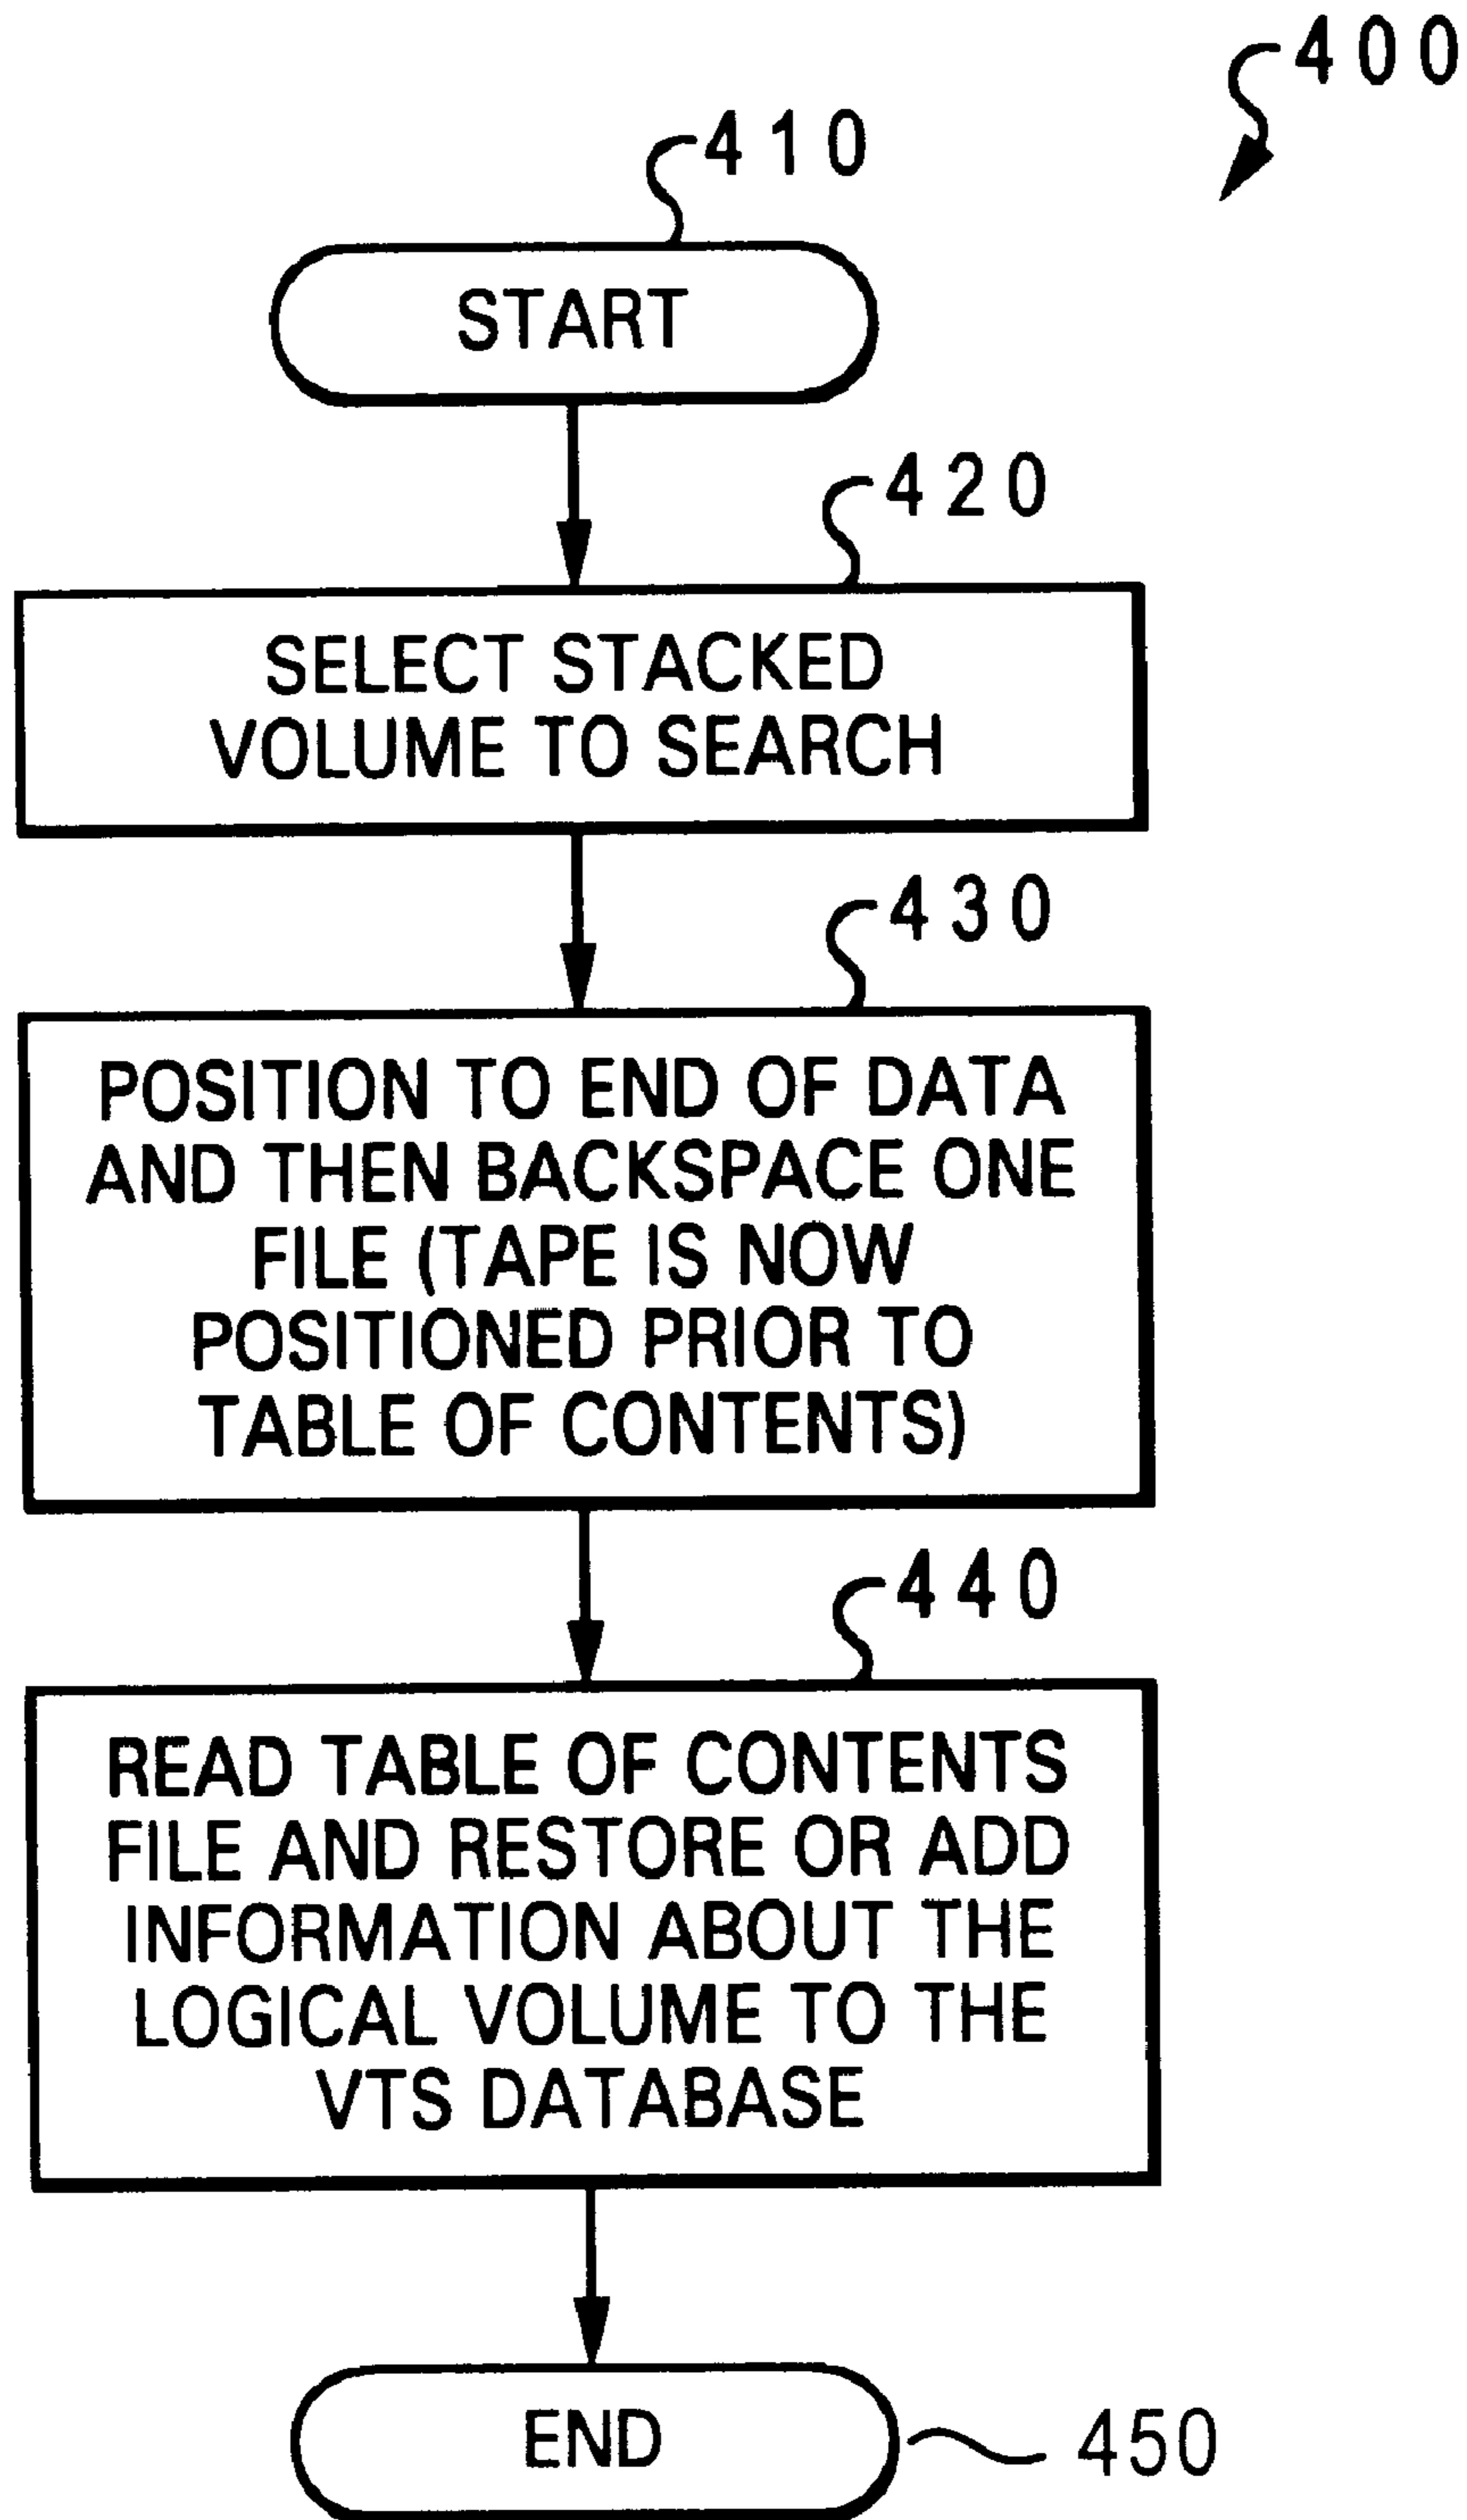 400
410
START
420
SELECT STACKED
VOLUME TO SEARCH
430
POSITION TO END OF DATA
AND THEN BACKSPACE ONE
FILE (TAPE IS NOW
POSITIONED PRIOR TO
TABLE OF CONTENTS)
440
READ TABLE OF CONTENTS
FILE AND RESTORE OR ADD
INFORMATION ABOUT THE
LOGICAL VOLUME TO THE
VTS DATABASE
END
450